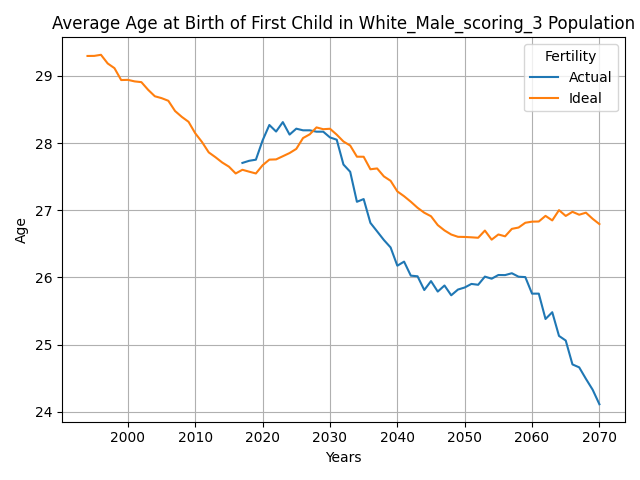 Average Age at Birth of First Child in White_Male_scoring_3 Population
Fertility
Actual
Ideal
Age
29
28
27
26
25
24
2000 2010 2020 2030 2040 2050 2060 2070
Years